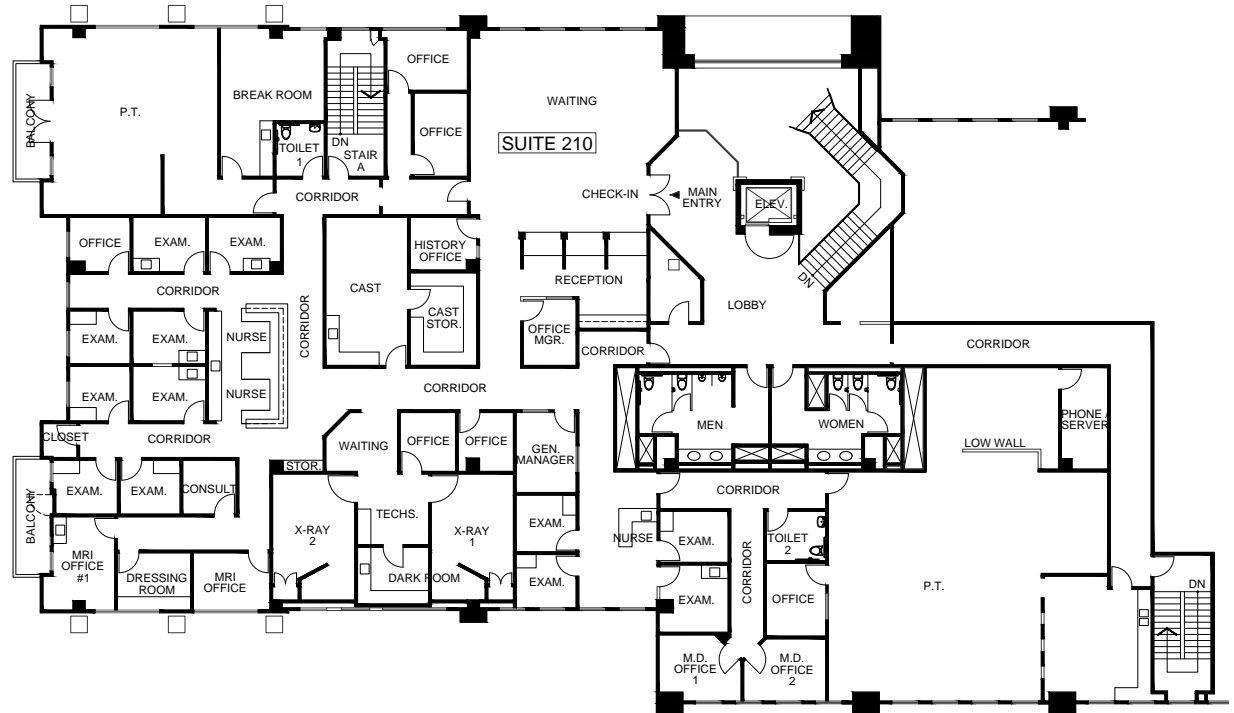 OFFICE
BALCONY
P.T.
BREAK ROOM
WAITING
OFFICE
DN
TOILET
1
STAIR
A
SUITE 210
CORRIDOR
CHECK-IN
MAIN
ENTRY
ELEV.
OFFICE
EXAM.
EXAM.
HISTORY
OFFICE
CORRIDOR
CAST
RECEPTION
DN
LOBBY
CORRIDOR
CAST
STOR.
EXAM.
EXAM.
NURSE
OFFICE
MGR.
CORRIDOR
CORRIDOR
EXAM.
EXAM.
NURSE
CORRIDOR
CLOSET
CORRIDOR
WAITING
OFFICE
OFFICE
GEN.
MANAGER
MEN
WOMEN
LOW WALL
PHONE /
SERVER
STOR.
BALCONY
EXAM.
EXAM.
CONSULT
CORRIDOR
X-RAY
2
TECHS.
X-RAY
1
EXAM.
NURSE
EXAM.
CORRIDOR
TOILET
2
MRI
OFFICE
#1
DRESSING
ROOM
MRI
OFFICE
DARK ROOM
EXAM.
EXAM.
OFFICE
P.T.
DN
M.D.
OFFICE
1
M.D.
OFFICE
2